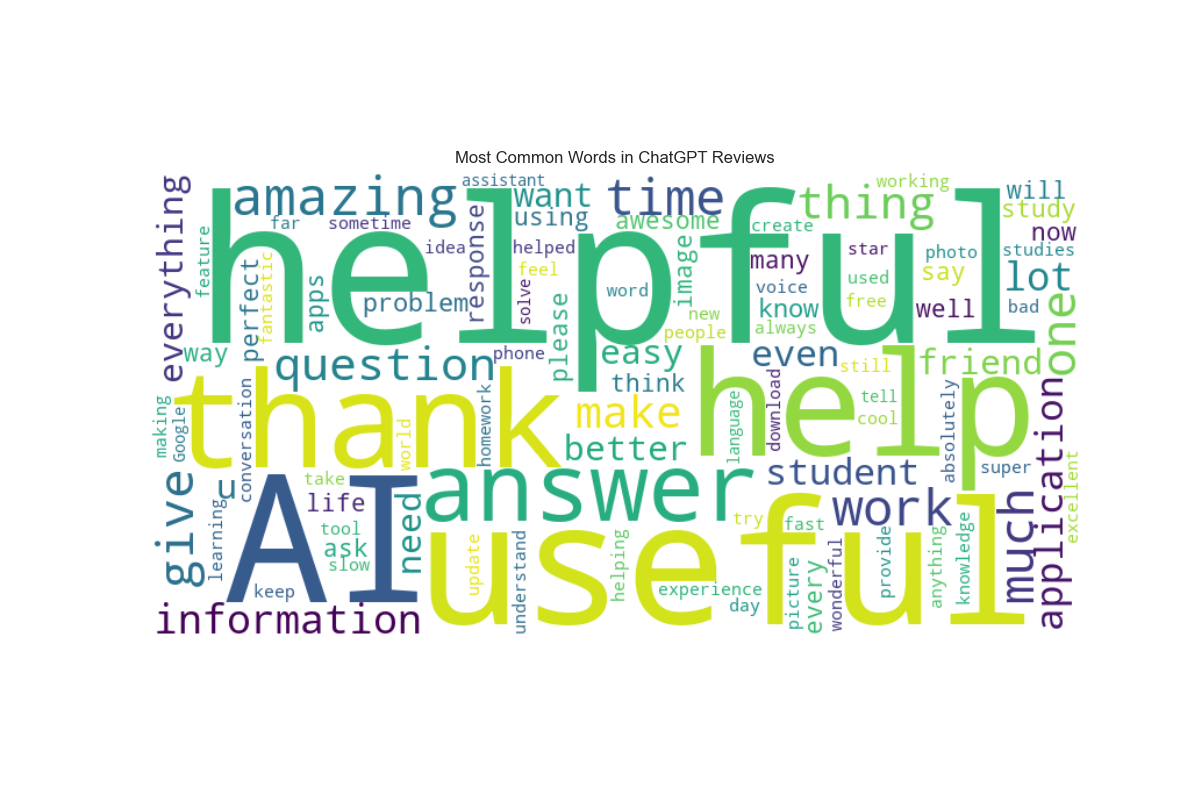 Most Common Words in ChatGPT Reviews
helpful
amazing
assistant
want
time
thing
working
will
study
now
studies
everything
feature
far
sometime
idea
response
using
helped
awesome
create
star
photo
many
say
lot
fantastic
perfect
apps
problem
feel
solve
word
image
voice
used
free
know
well
bad
one
please
new
people
always
way
question
phone
easy
even
still
friend
think
thank
help
make
tell
cool
making
Google
conversation
world
homework
better
language
download
absolutely
application
student
super
excellent
give
u
take
AI
answer
life
need
work
much
learning
tool
ask
slow
try
fast
useful
update
understand
helping
experience
day
picture
every
wonderful
provide
anything
knowledge
keep
information